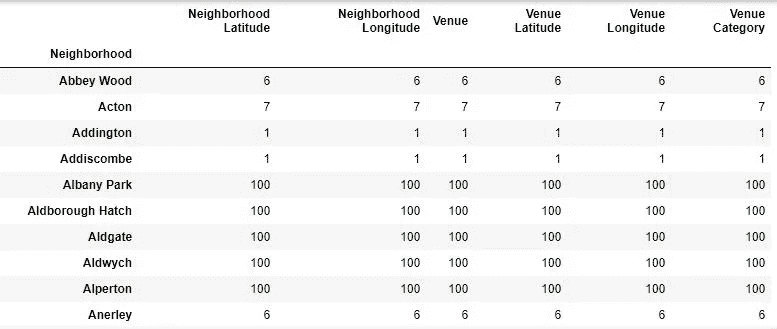 Neighborhood Latitude Neighborhood Longitude Venue Venue Latitude Venue Longitude Venue Category
Neighborhood
Abbey Wood 6 6 6 6 6 6
Acton 7 7 7 7 7 7
Addington 1 1 1 1 1 1
Addiscombe 1 1 1 1 1 1
Albany Park 100 100 100 100 100 100
Aldborough Hatch 100 100 100 100 100 100
Aldgate 100 100 100 100 100 100
Aldwych 100 100 100 100 100 100
Alperton 100 100 100 100 100 100
Anerley 6 6 6 6 6 6